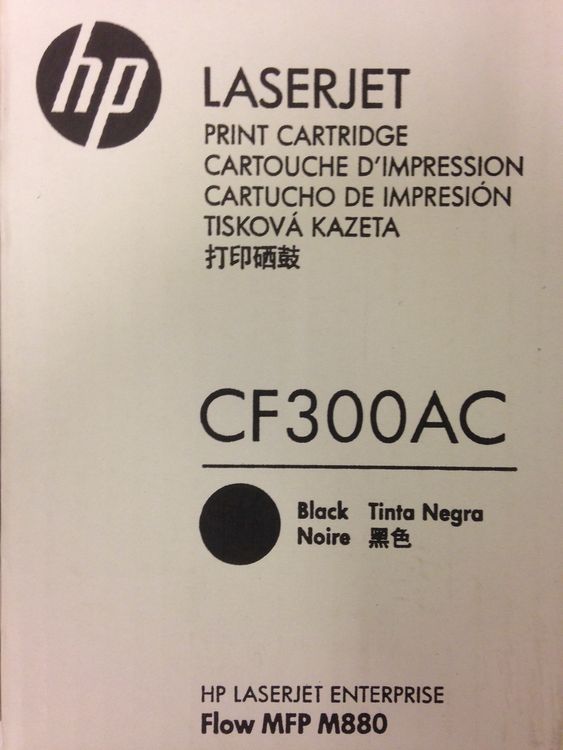 hp
LASERJET
PRINT CARTRIDGE
CARTOUCHE D'IMPRESSION
CARTUCHO DE IMPRESIÓN
TISKOVÁ KAZETA
打印硒鼓
CF300AC
Black Tinta Negra
Noire 黑色
HP LASERJET ENTERPRISE
Flow MFP M880